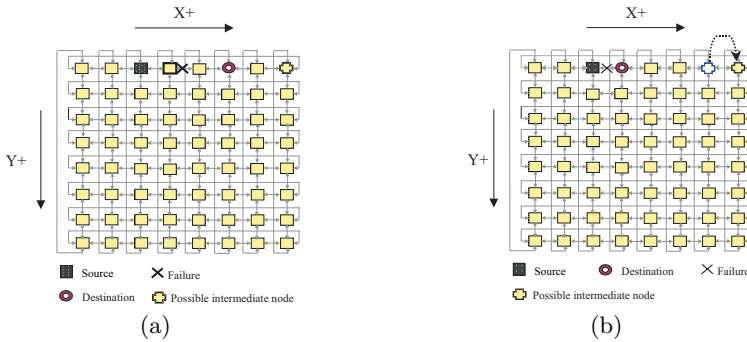 X+
X+
Y+
Y+
Source
Failure
Destination
Possible intermediate node
Source
Destination
Failure
Possible intermediate node
(a)
(b)